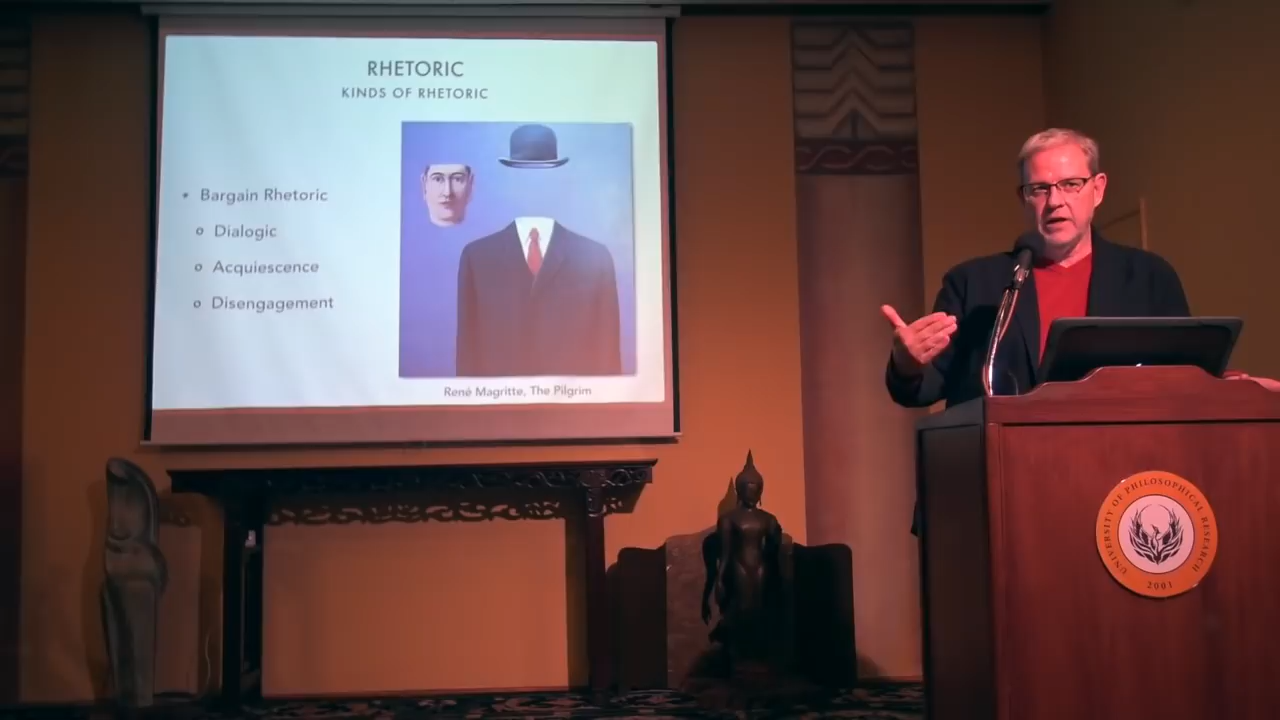 RHETORIC
KINDS OF RHETORIC
• Bargain Rhetoric
o Dialogic
o Acquiescence
o Disengagement
René Magritte, The Pilgrim
UNIVERSITY OF PHILOSOPHICAL RESEARCH
2001